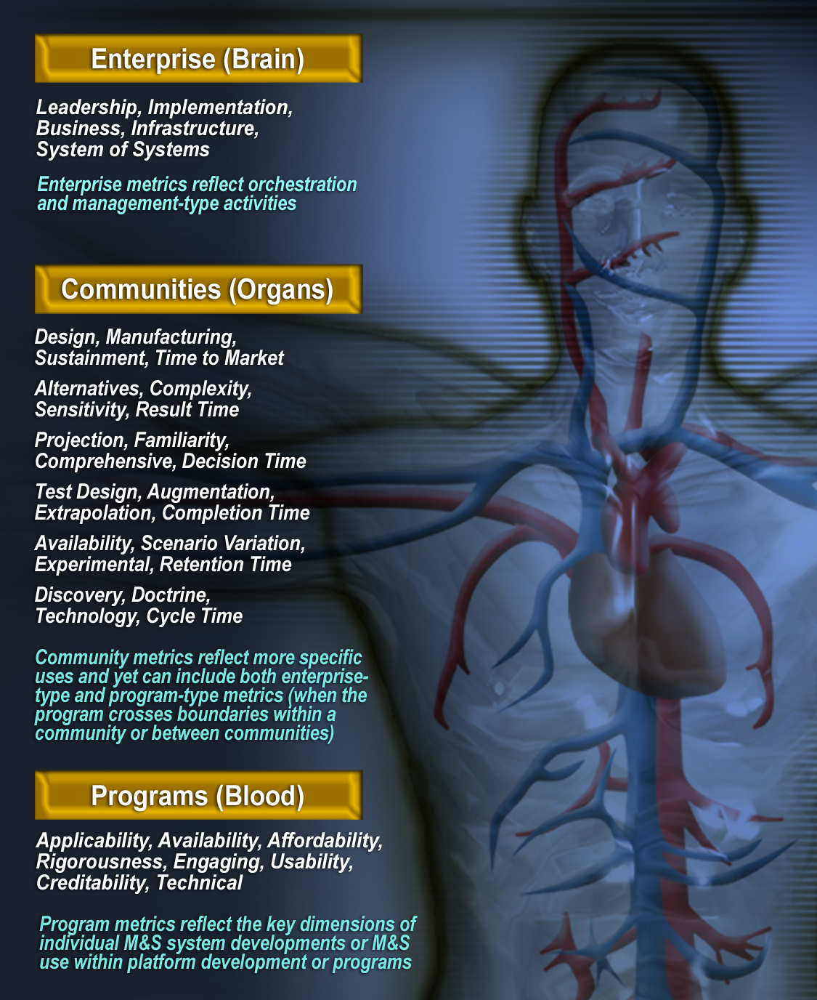 Enterprise (Brain)
Leadership, Implementation,
Business, Infrastructure,
System of Systems
Enterprise metrics reflect orchestration
and management-type activities
Communities (Organs)
Design, Manufacturing,
Sustainment, Time to Market
Alternatives, Complexity,
Sensitivity, Result Time
Projection, Familiarity,
Comprehensive, Decision Time
Test Design, Augmentation,
Extrapolation, Completion Time
Availability, Scenario Variation,
Experimental, Retention Time
Discovery, Doctrine,
Technology, Cycle Time
Community metrics reflect more specific
uses and yet can include both enterprise-
type and program-type metrics (when the
program crosses boundaries within a
community or between communities)
Programs (Blood)
Applicability, Availability, Affordability,
Rigorousness, Engaging, Usability,
Creditability, Technical
Program metrics reflect the key dimensions of
individual M&S system developments or M&S
use within platform development or programs